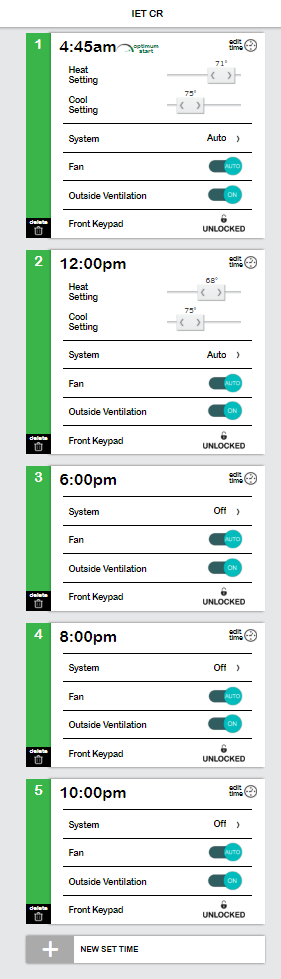 IET CR
1 4:45am optimum start edit time
Heat Setting 71°
Cool Setting 75°
System Auto
Fan AUTO
Outside Ventilation ON
delete Front Keypad UNLOCKED
2 12:00pm edit time
Heat Setting 68°
Cool Setting 75°
System Auto
Fan AUTO
Outside Ventilation ON
delete Front Keypad UNLOCKED
3 6:00pm edit time
System Off
Fan AUTO
Outside Ventilation ON
delete Front Keypad UNLOCKED
4 8:00pm edit time
System Off
Fan AUTO
Outside Ventilation ON
delete Front Keypad UNLOCKED
5 10:00pm edit time
System Off
Fan AUTO
Outside Ventilation ON
delete Front Keypad UNLOCKED
+ NEW SET TIME